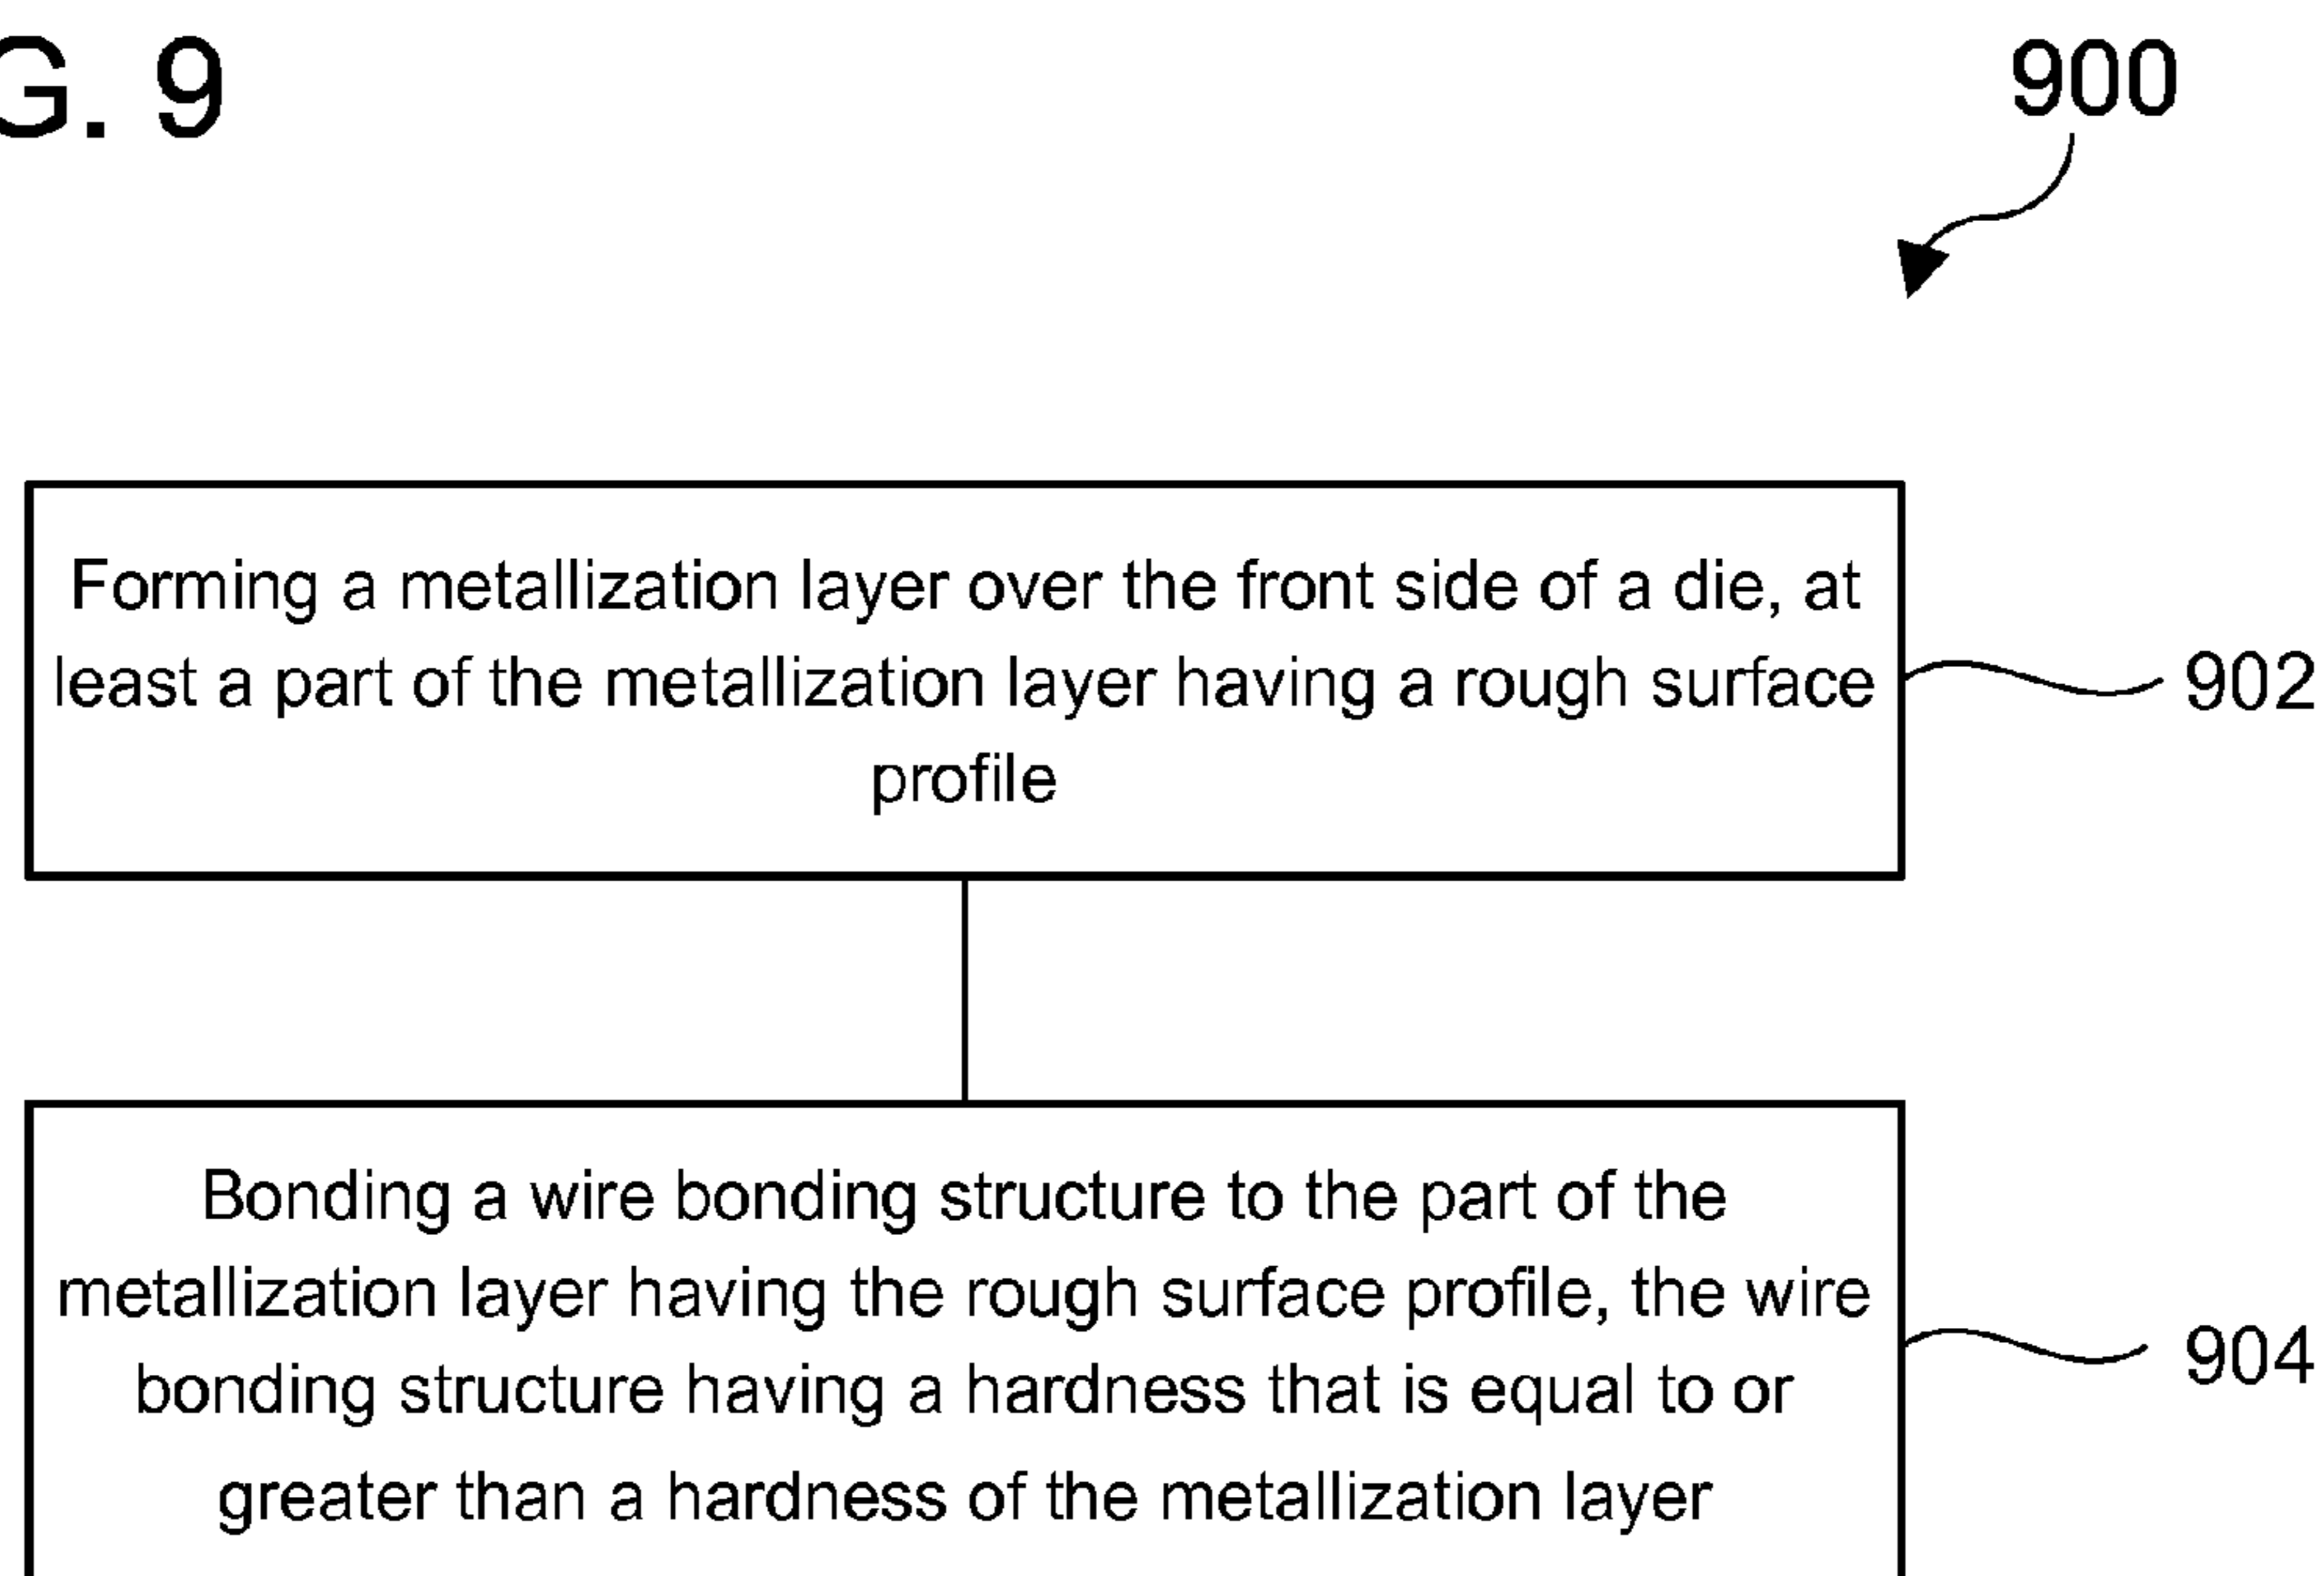 G. 9
900
Forming a metallization layer over the front side of a die, at
least a part of the metallization layer having a rough surface
profile
902
Bonding a wire bonding structure to the part of the
metallization layer having the rough surface profile, the wire
bonding structure having a hardness that is equal to or
greater than a hardness of the metallization layer
904